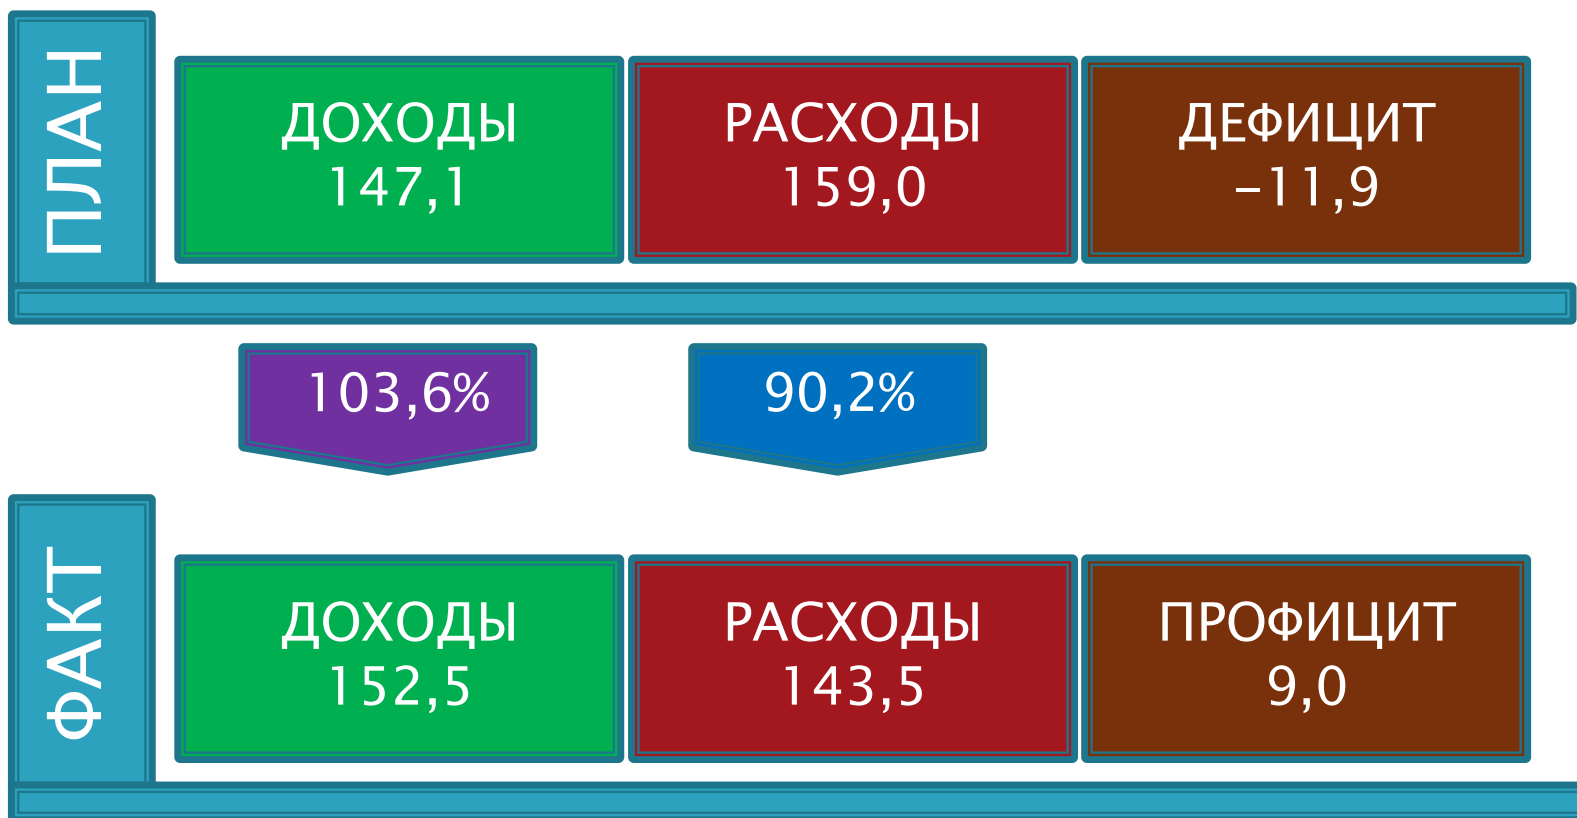 ПЛАН
ДОХОДЫ
147,1
РАСХОДЫ
159,0
ДЕФИЦИТ
-11,9
103,6%
90,2%
ФАКТ
ДОХОДЫ
152,5
РАСХОДЫ
143,5
ПРОФИЦИТ
9,0